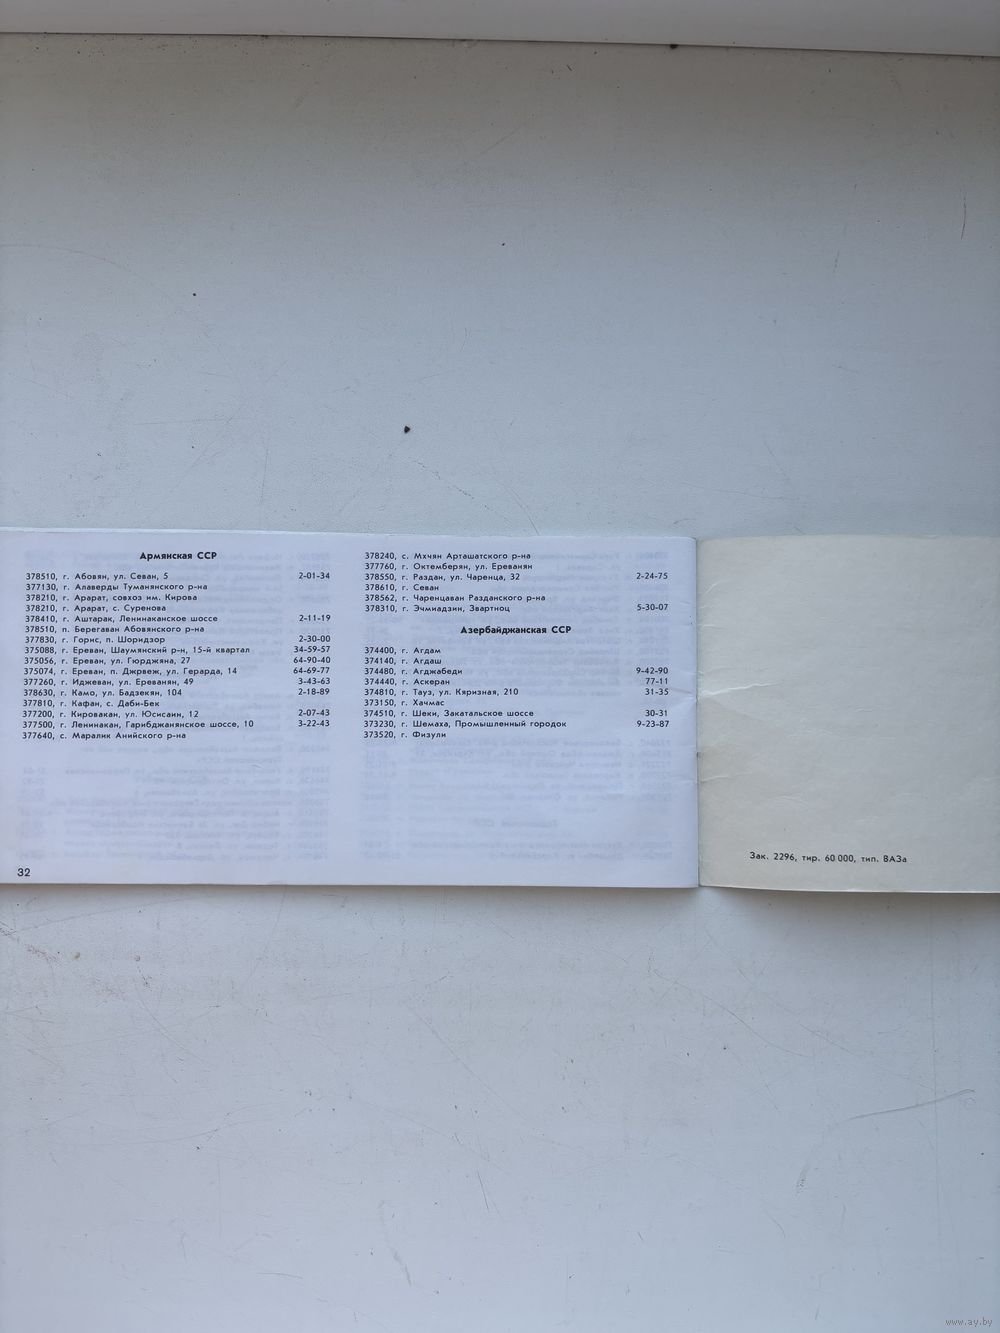 Армянская ССР
378510, г. Абовян, ул. Севан, 5 2-01-34
377130, г. Алаверды Туманянского р-на
378210, г. Арарат, совхоз им. Кирова
378210, г. Арарат, с. Суренова
378410, г. Аштарак, Ленинаканское шоссе 2-11-19
378510, п. Берегаван Абовянского р-на
377830, г. Горис, п. Шоридзор 2-30-00
375088, г. Ереван, Шаумянский р-н, 15-й квартал 34-59-57
375056, г. Ереван, ул. Гюрджяна, 27 64-90-40
375074, г. Ереван, п. Джрвеж, ул. Герарда, 14 64-69-77
377260, г. Иджеван, ул. Ереванян, 49 3-43-63
378630, г. Камо, ул. Бадзекян, 104 2-18-89
377810, г. Кафан, с. Даби-Бек
377200, г. Кировакан, ул. Юсисаин, 12 2-07-43
377500, г. Ленинакан, Гарибджанянское шоссе, 10 3-22-43
377640, с. Маралик Анийского р-на
32
378240, с. Мхчян Арташатского р-на
377760, г. Октемберян, ул. Ереванян
378550, г. Раздан, ул. Чаренца, 32 2-24-75
378610, г. Севан
378562, г. Чаренцаван Разданского р-на
378310, г. Эчмиадзин, Звартноц 5-30-07
Азербайджанская ССР
374400, г. Агдам
374140, г. Агдаш
374480, г. Агджабеди 9-42-90
374440, г. Аскеран 77-11
374810, г. Тауз, ул. Кяризная, 210 31-35
373150, г. Хачмас
374510, г. Шеки, Закатальское шоссе 30-31
373230, г. Шемаха, Промышленный городок 9-23-87
373520, г. Физули
Зак. 2296, тир. 60 000, тип. ВАЗа
www.ay.by